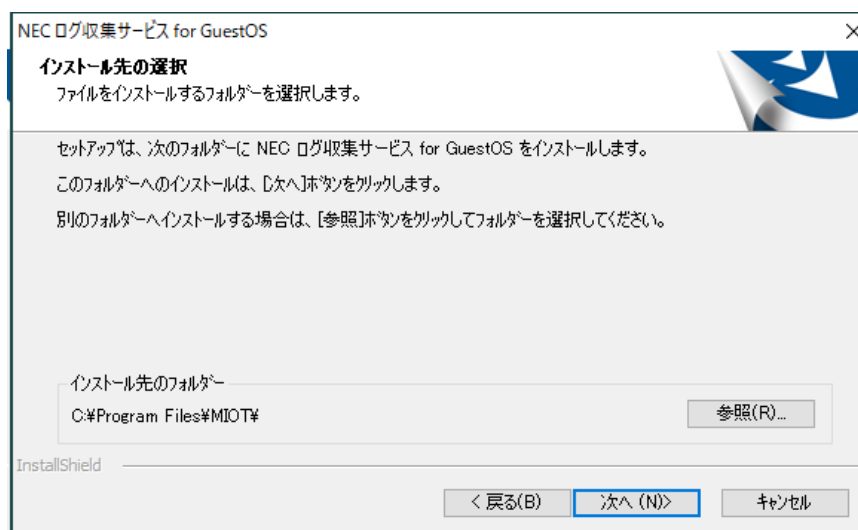 NEC ログ収集サービス for GuestOS
インストール先の選択
ファイルをインストールするフォルダーを選択します。
セットアップは、次のフォルダーに NEC ログ収集サービス for GuestOS をインストールします。
このフォルダーへのインストールは、[次へ]ボタンをクリックします。
別のフォルダーへインストールする場合は、[参照]ボタンをクリックしてフォルダーを選択してください。
インストール先のフォルダー
C:¥Program Files¥MIOT¥
参照(R)...
InstallShield
< 戻る(B)
次へ (N)>
キャンセル